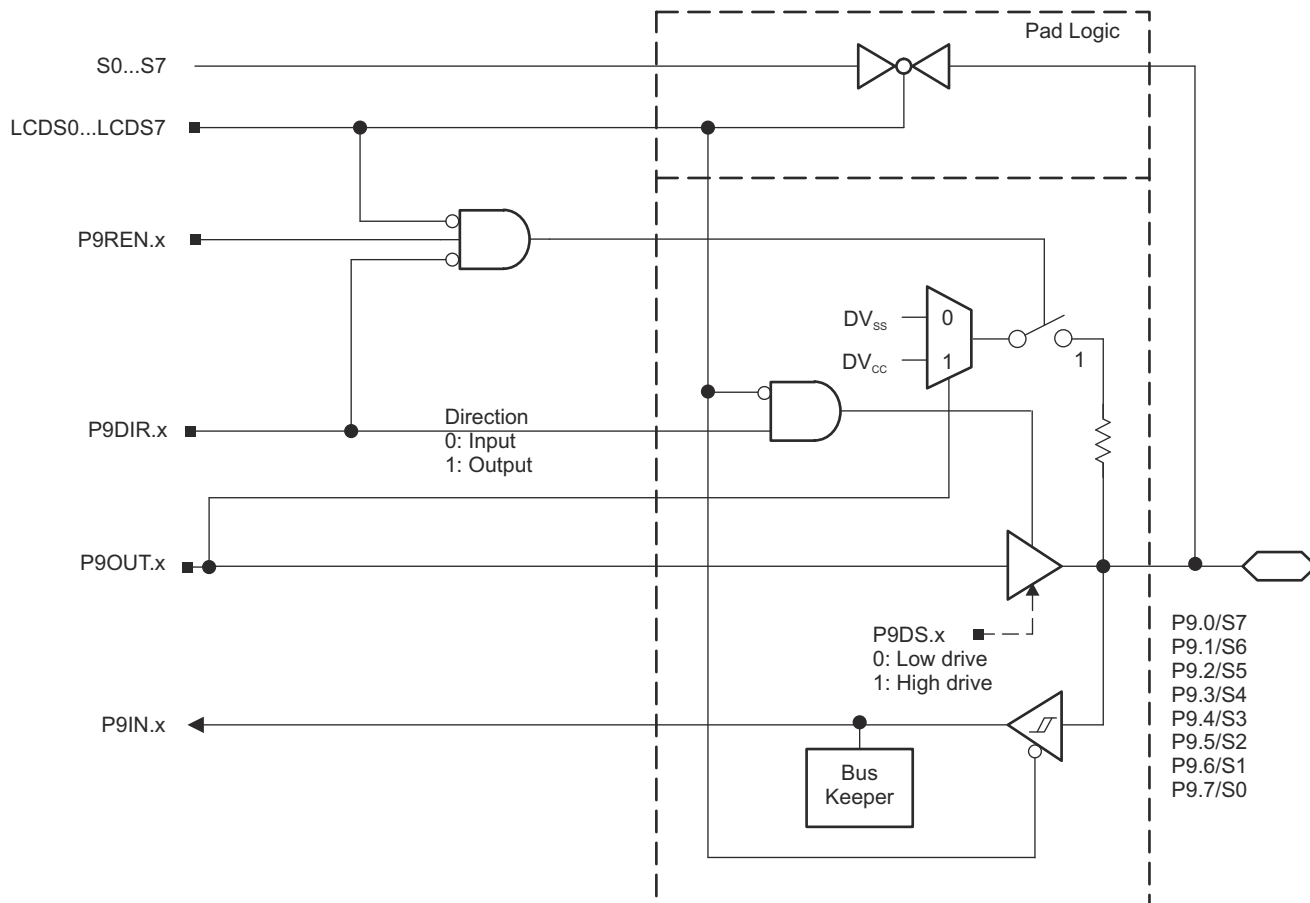 Pad Logic
S0...S7
LCDS0...LCDS7
P9REN.x
DVSS
0
DVCC
1
1
P9DIR.x
Direction
0: Input
1: Output
P9OUT.x
P9DS.x
0: Low drive
1: High drive
P9.0/S7
P9.1/S6
P9.2/S5
P9.3/S4
P9.4/S3
P9.5/S2
P9.6/S1
P9.7/S0
P9IN.x
Bus
Keeper